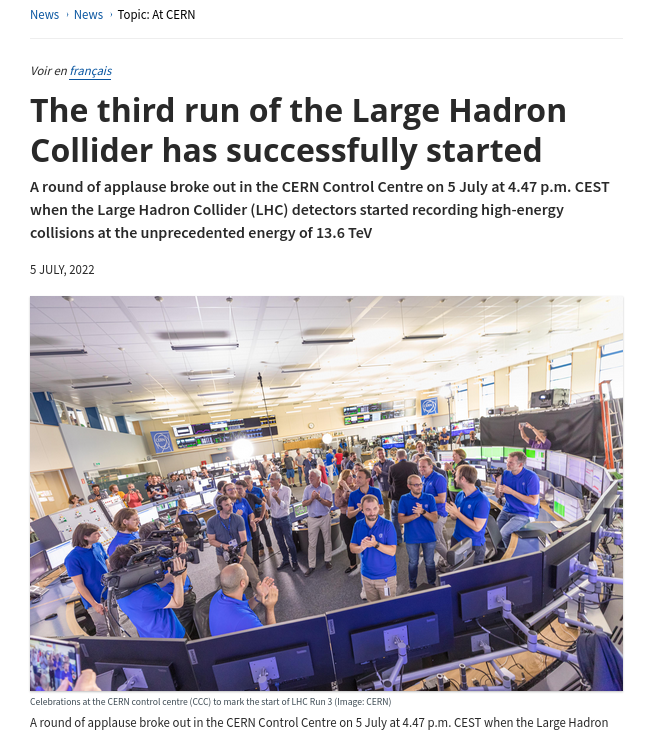 News › News › Topic: At CERN
Voir en français
The third run of the Large Hadron
Collider has successfully started
A round of applause broke out in the CERN Control Centre on 5 July at 4.47 p.m. CEST
when the Large Hadron Collider (LHC) detectors started recording high-energy
collisions at the unprecedented energy of 13.6 TeV
5 JULY, 2022
Celebrations at the CERN control centre (CCC) to mark the start of LHC Run 3 (Image: CERN)
A round of applause broke out in the CERN Control Centre on 5 July at 4.47 p.m. CEST when the Large Hadron